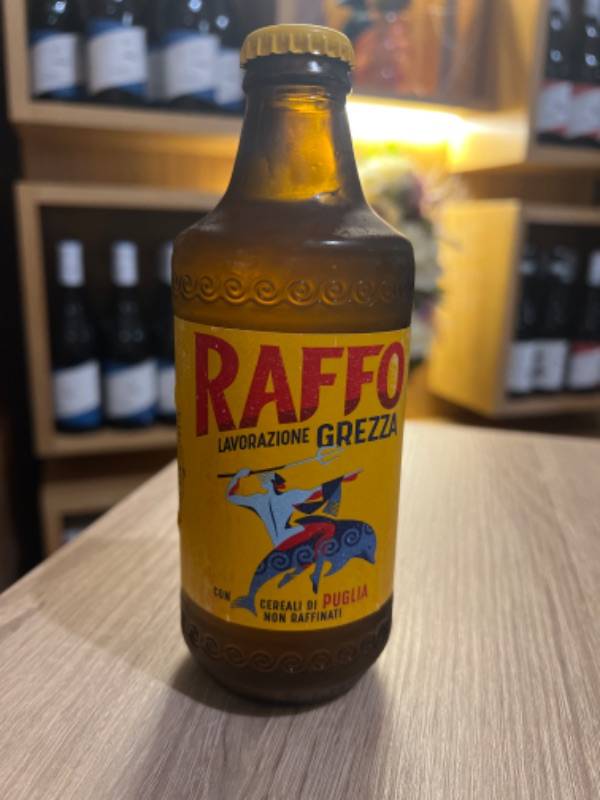 RAFFO
LAVORAZIONE GREZZA
CON CEREALI DI PUGLIA
NON RAFFINATI